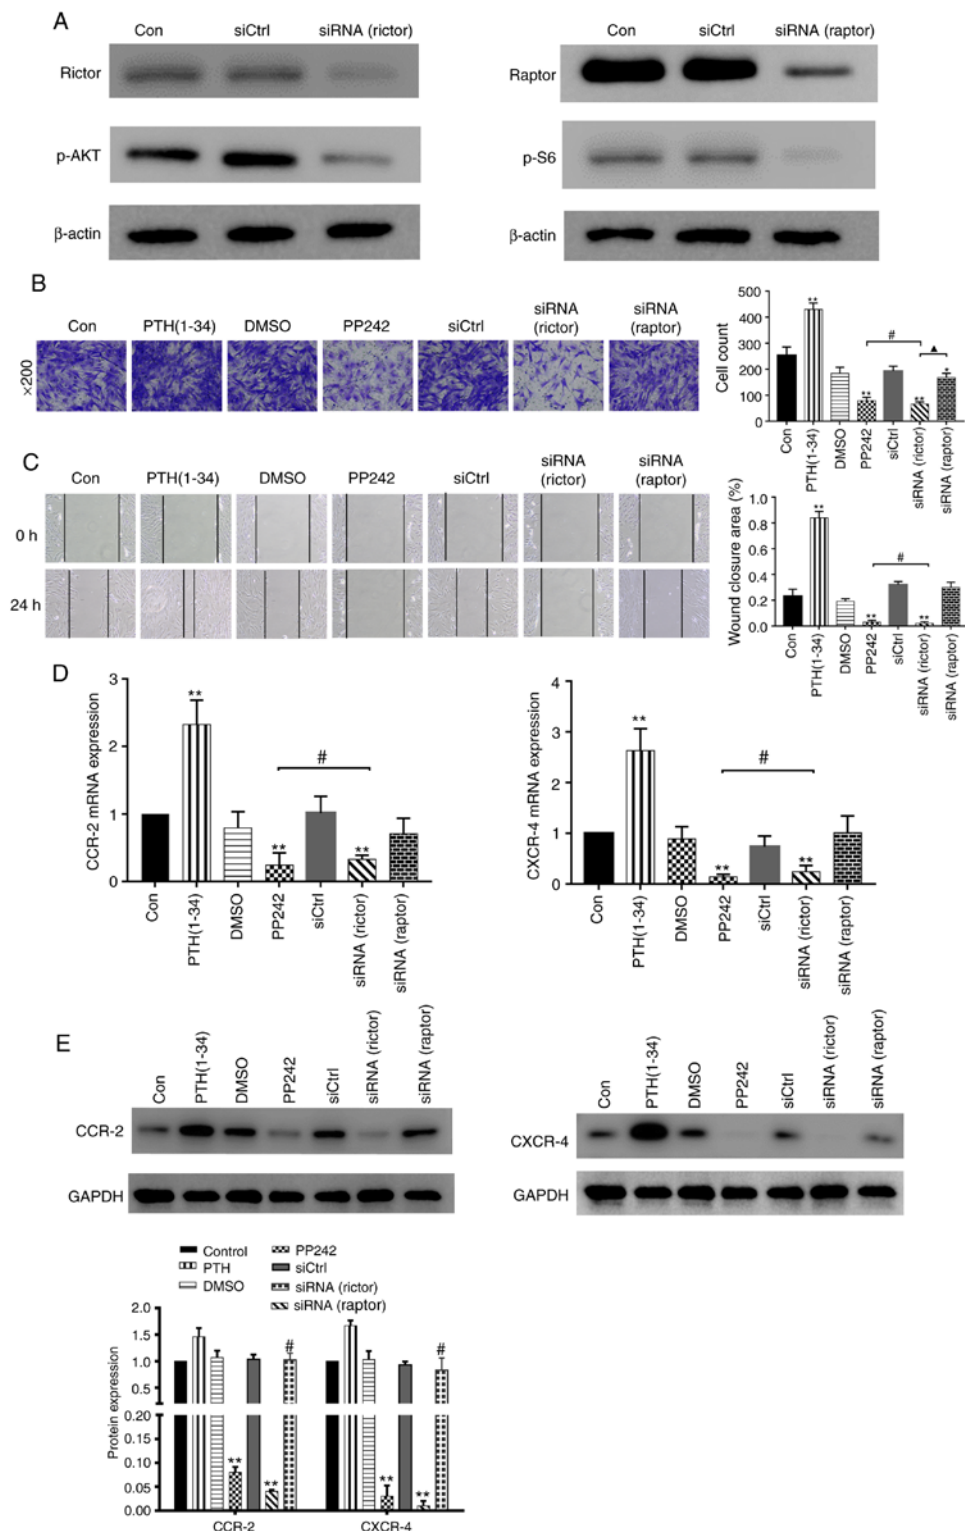 A
Con siCtrl siRNA (rictor)
Rictor
p-AKT
β-actin
Con siCtrl siRNA (raptor)
Raptor
p-S6
β-actin
B
Con PTH(1-34) DMSO PP242 siCtrl siRNA (rictor) siRNA (raptor)
×200
Cell count
500
400
300
200
100
0
** ** ** * # ▲
Con PTH(1-34) DMSO PP242 siCtrl siRNA (rictor) siRNA (raptor)
C
Con PTH(1-34) DMSO PP242 siCtrl siRNA (rictor) siRNA (raptor)
0 h
24 h
Wound closure area (%)
1.0
0.8
0.6
0.4
0.2
0.0
** ** ** #
Con PTH(1-34) DMSO PP242 siCtrl siRNA (rictor) siRNA (raptor)
D
CCR-2 mRNA expression
3
2
1
0
** ** ** #
Con PTH(1-34) DMSO PP242 siCtrl siRNA (rictor) siRNA (raptor)
CXCR-4 mRNA expression
4
3
2
1
0
** ** ** #
Con PTH(1-34) DMSO PP242 siCtrl siRNA (rictor) siRNA (raptor)
E
Con PTH(1-34) DMSO PP242 siCtrl siRNA (rictor) siRNA (raptor)
CCR-2
GAPDH
Con PTH(1-34) DMSO PP242 siCtrl siRNA (rictor) siRNA (raptor)
CXCR-4
GAPDH
Control PP242
PTH siCtrl
DMSO siRNA (rictor)
siRNA (raptor)
Protein expression
2.0
1.5
1.0
0.5
0.20
0.15
0.10
0.05
0.00
** ** # ** ** #
CCR-2 CXCR-4